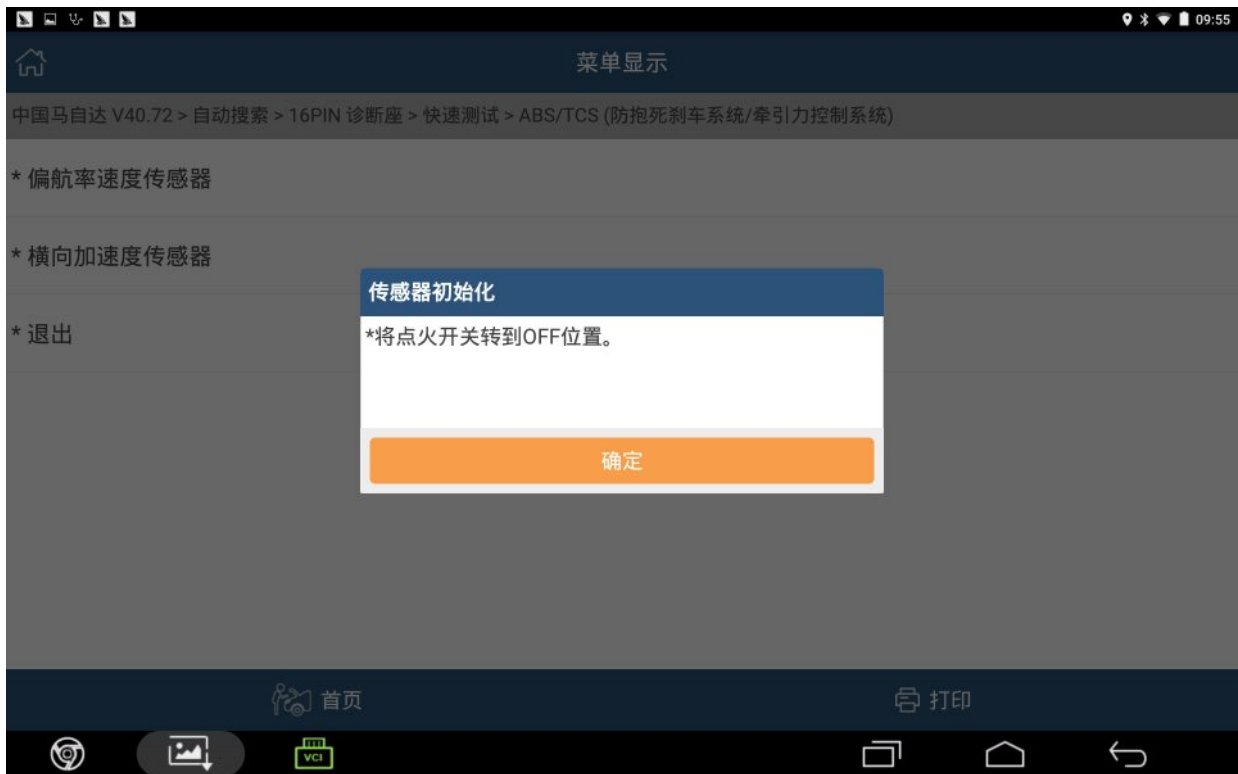 09:55
菜单显示
中国马自达 V40.72 > 自动搜索 > 16PIN 诊断座 > 快速测试 > ABS/TCS (防抱死刹车系统/牵引力控制系统)
* 偏航率速度传感器
* 横向加速度传感器
* 退出
传感器初始化
*将点火开关转到OFF位置。
确定
首页
打印
VCI